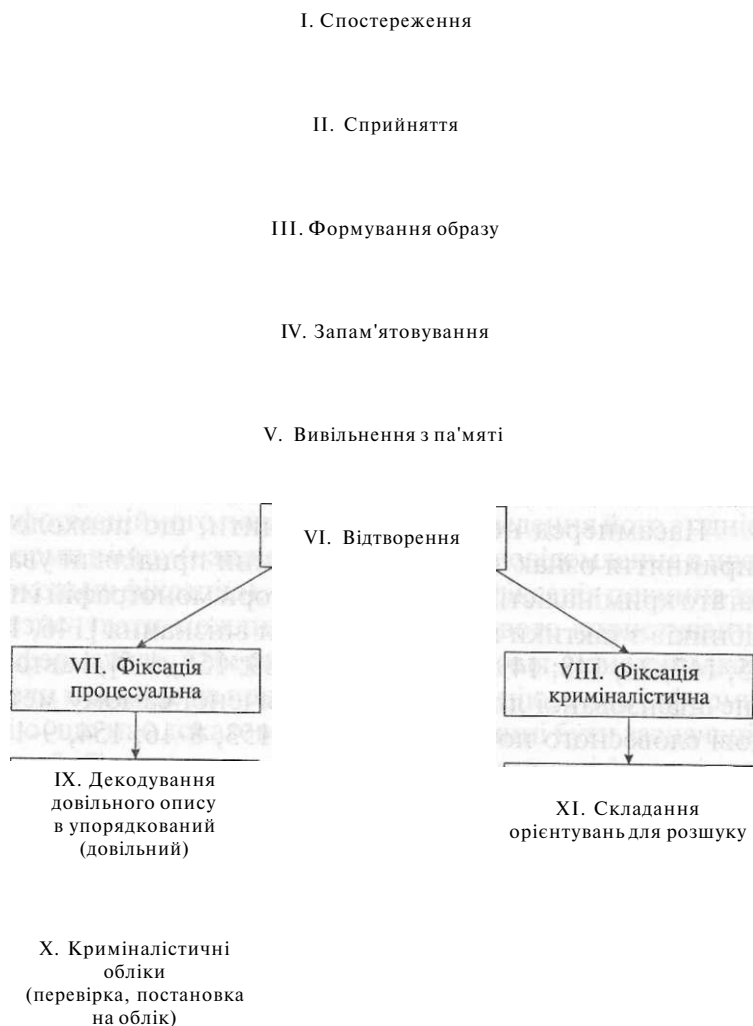 I. Спостереження
II. Сприйняття
III. Формування образу
IV. Запам'ятовування
V. Вивільнення з па'мяті
VI. Відтворення
VII. Фіксація
процесуальна
VIII. Фіксація
криміналістична
IX. Декодування
довільного опису
в упорядкований
(довільний)
XI. Складання
орієнтувань для розшуку
X. Криміналістичні
обліки
(перевірка, постановка
на облік)